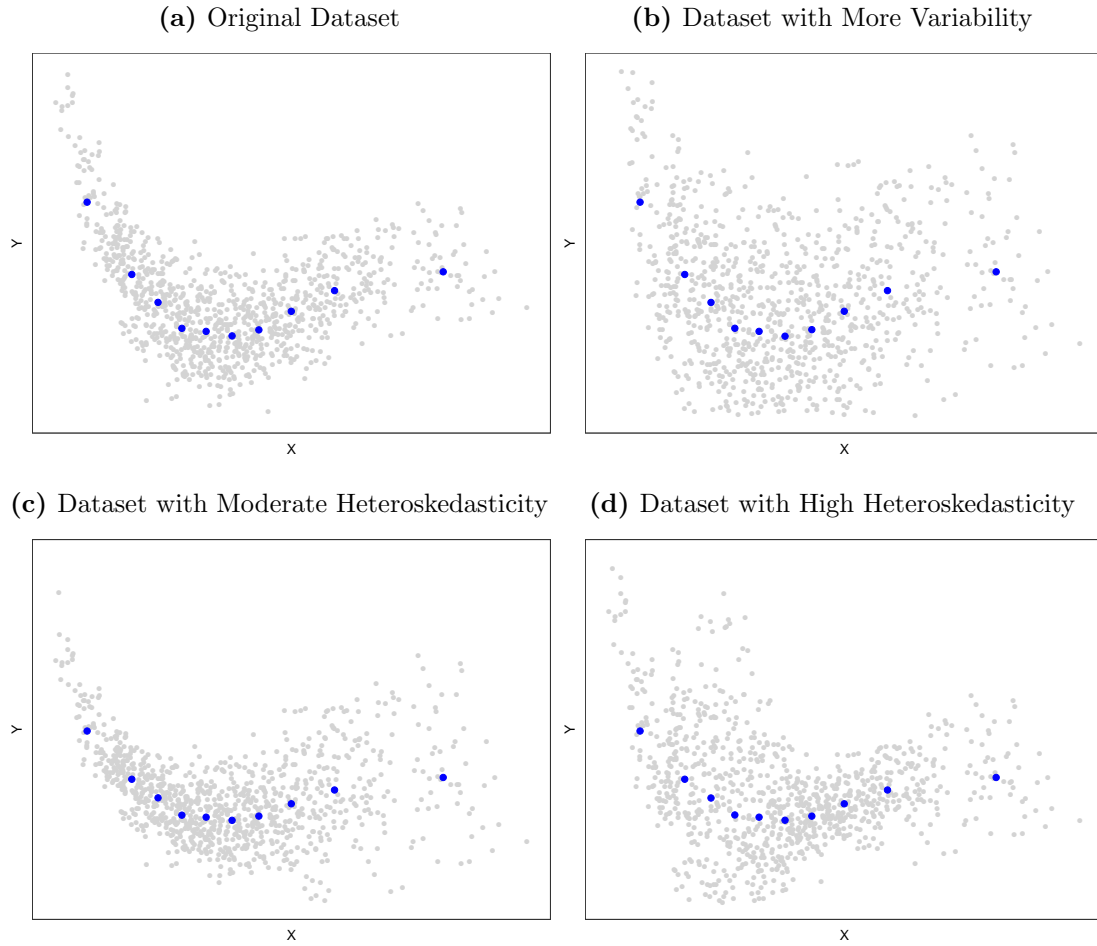 (a) Original Dataset
Y
X
(b) Dataset with More Variability
Y
X
(c) Dataset with Moderate Heteroskedasticity
Y
X
(d) Dataset with High Heteroskedasticity
Y
X